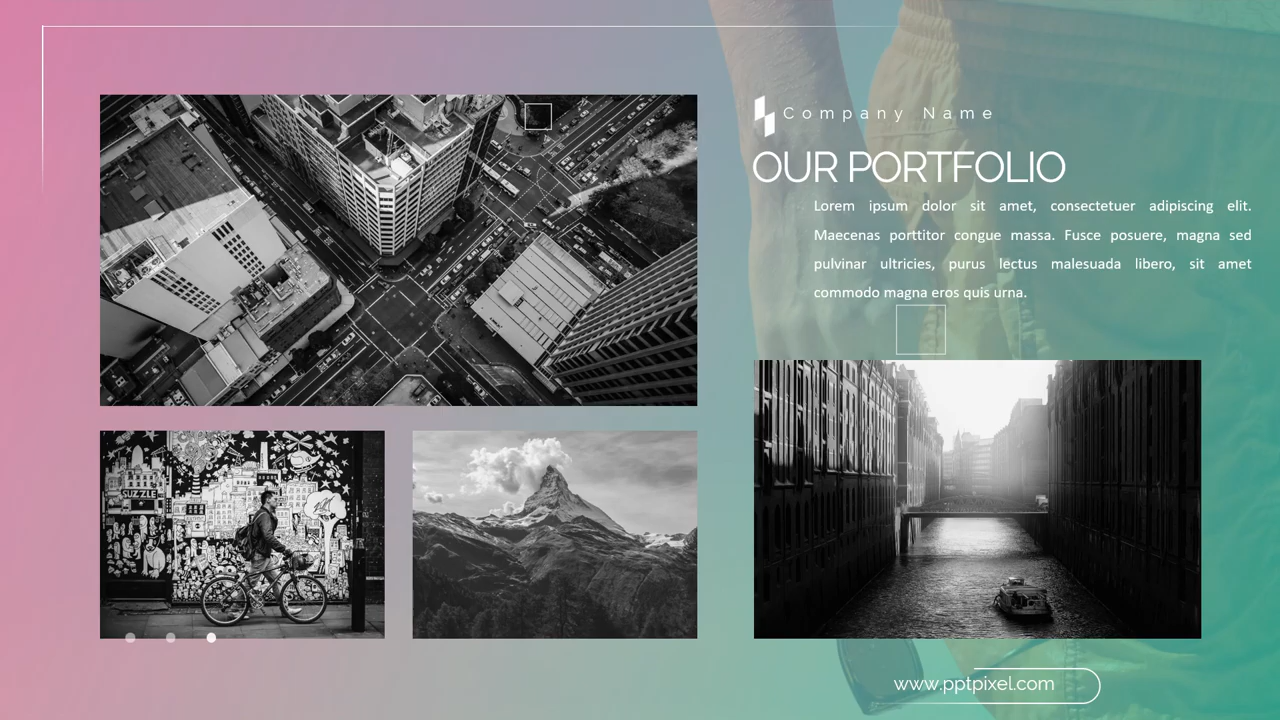 Company Name
OUR PORTFOLIO
Lorem ipsum dolor sit amet, consectetuer adipiscing elit.
Maecenas porttitor congue massa. Fusce posuere, magna sed
pulvinar ultricies, purus lectus malesuada libero, sit amet
commodo magna eros quis urna.
SUZZLE
www.pptpixel.com